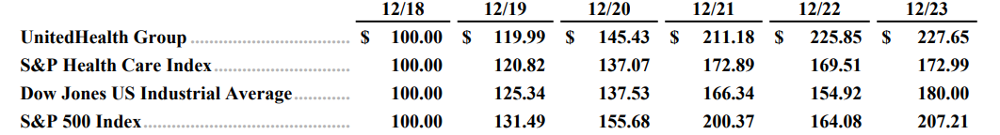 12/18 12/19 12/20 12/21 12/22 12/23
UnitedHealth Group ................................... $ 100.00 $ 119.99 $ 145.43 $ 211.18 $ 225.85 $ 227.65
S&P Health Care Index ............................... 100.00 120.82 137.07 172.89 169.51 172.99
Dow Jones US Industrial Average ............. 100.00 125.34 137.53 166.34 154.92 180.00
S&P 500 Index ............................................. 100.00 131.49 155.68 200.37 164.08 207.21